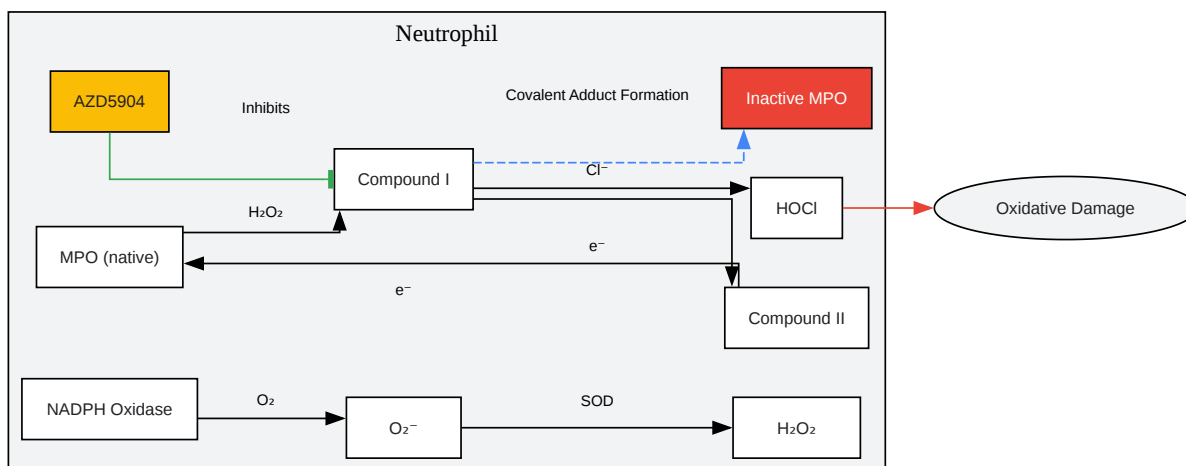 Neutrophil
AZD5904
Inhibits
Covalent Adduct Formation
Inactive MPO
Compound I
Cl⁻
HOCl
Oxidative Damage
H₂O₂
MPO (native)
e⁻
e⁻
Compound II
NADPH Oxidase
O₂
O₂⁻
SOD
H₂O₂